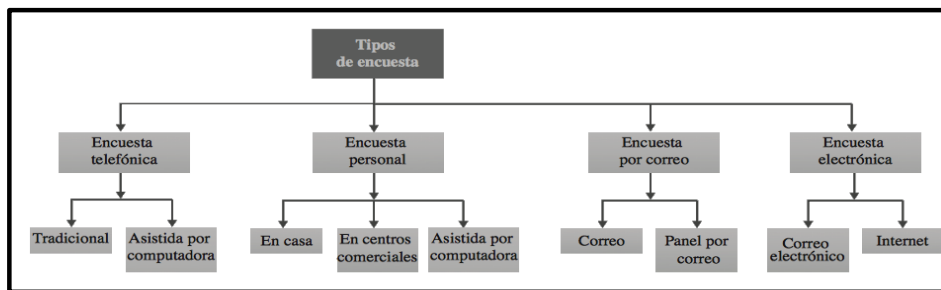 Tipos
de encuesta
Encuesta
telefónica
Encuesta
personal
Encuesta
por correo
Encuesta
electrónica
Tradicional
Asistida por
computadora
En casa
En centros
comerciales
Asistida por
computadora
Correo
Panel por
correo
Correo
electrónico
Internet